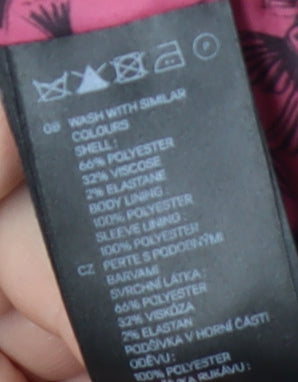 GB WASH WITH SIMILAR
COLOURS
SHELL :
66% POLYESTER
32% VISCOSE
2% ELASTANE
BODY LINING :
100% POLYESTER
SLEEVE LINING :
100% POLYESTER
CZ PERTE S PODOBNÝMI
BARVAMI
SVRCHNÍ LÁTKA :
66% POLYESTER
32% VISKÓZA
2% ELASTAN
PODŠÍVKA V HORNÍ ČÁSTI
ODĚVU :
100% POLYESTER
RUKÁVU :